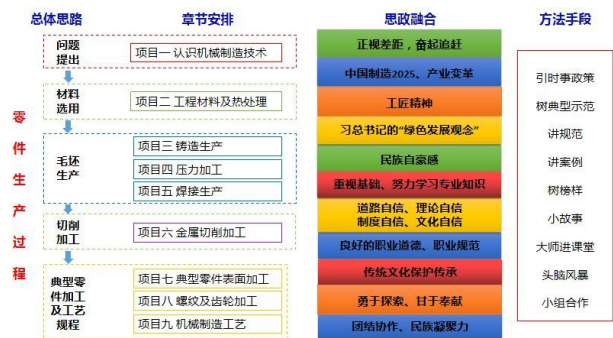 总体思路
章节安排
思政融合
方法手段
零件生产过程
问题
提出
项目一 认识机械制造技术
材料
选用
项目二 工程材料及热处理
毛坯
生产
项目三 铸造生产
项目四 压力加工
项目五 焊接生产
切削
加工
项目六 金属切削加工
典型零
件加工
及工艺
规程
项目七 典型零件表面加工
项目八 螺纹及齿轮加工
项目九 机械制造工艺
正视差距，奋起追赶
中国制造2025、产业变革
工匠精神
习总书记的“绿色发展观念”
民族自豪感
重视基础、努力学习专业知识
道路自信、理论自信
制度自信、文化自信
良好的职业道德、职业规范
传统文化保护传承
勇于探索、甘于奉献
团结协作、民族凝聚力
引时事政策
树典型示范
讲规范
讲案例
树榜样
小故事
大师进课堂
头脑风暴
小组合作